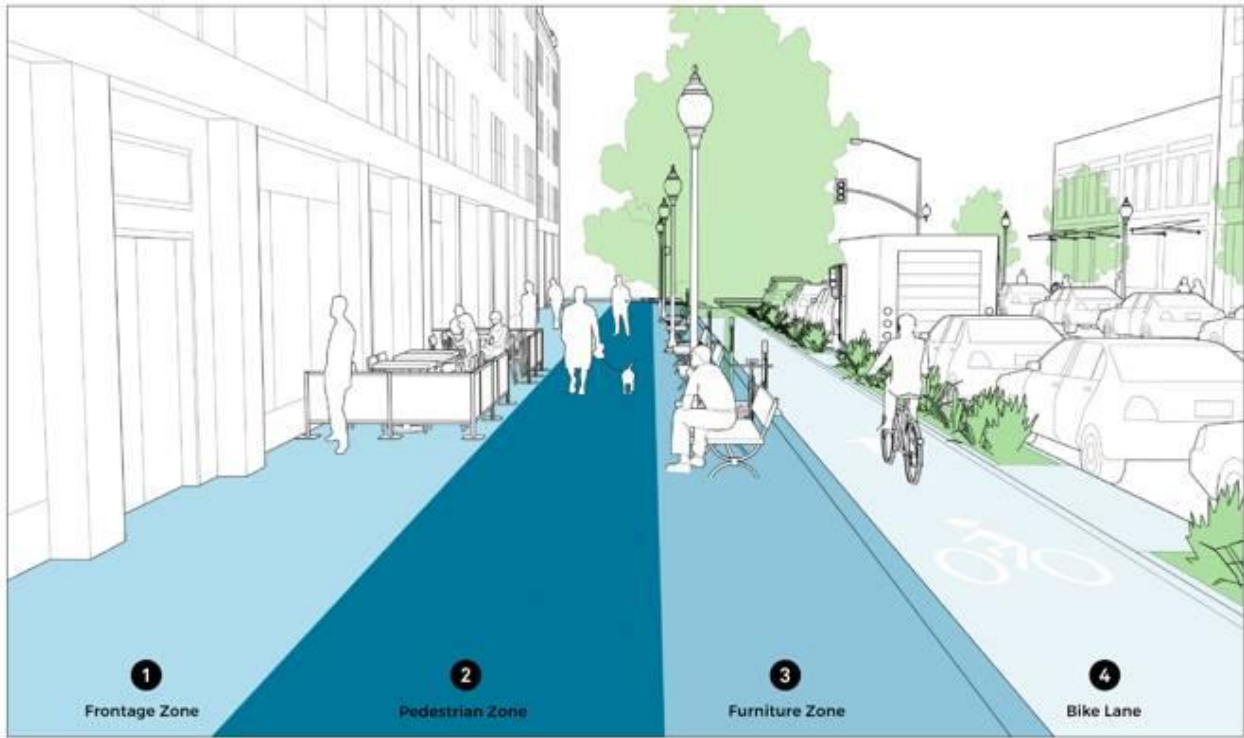 1
Frontage Zone
2
Pedestrian Zone
3
Furniture Zone
4
Bike Lane